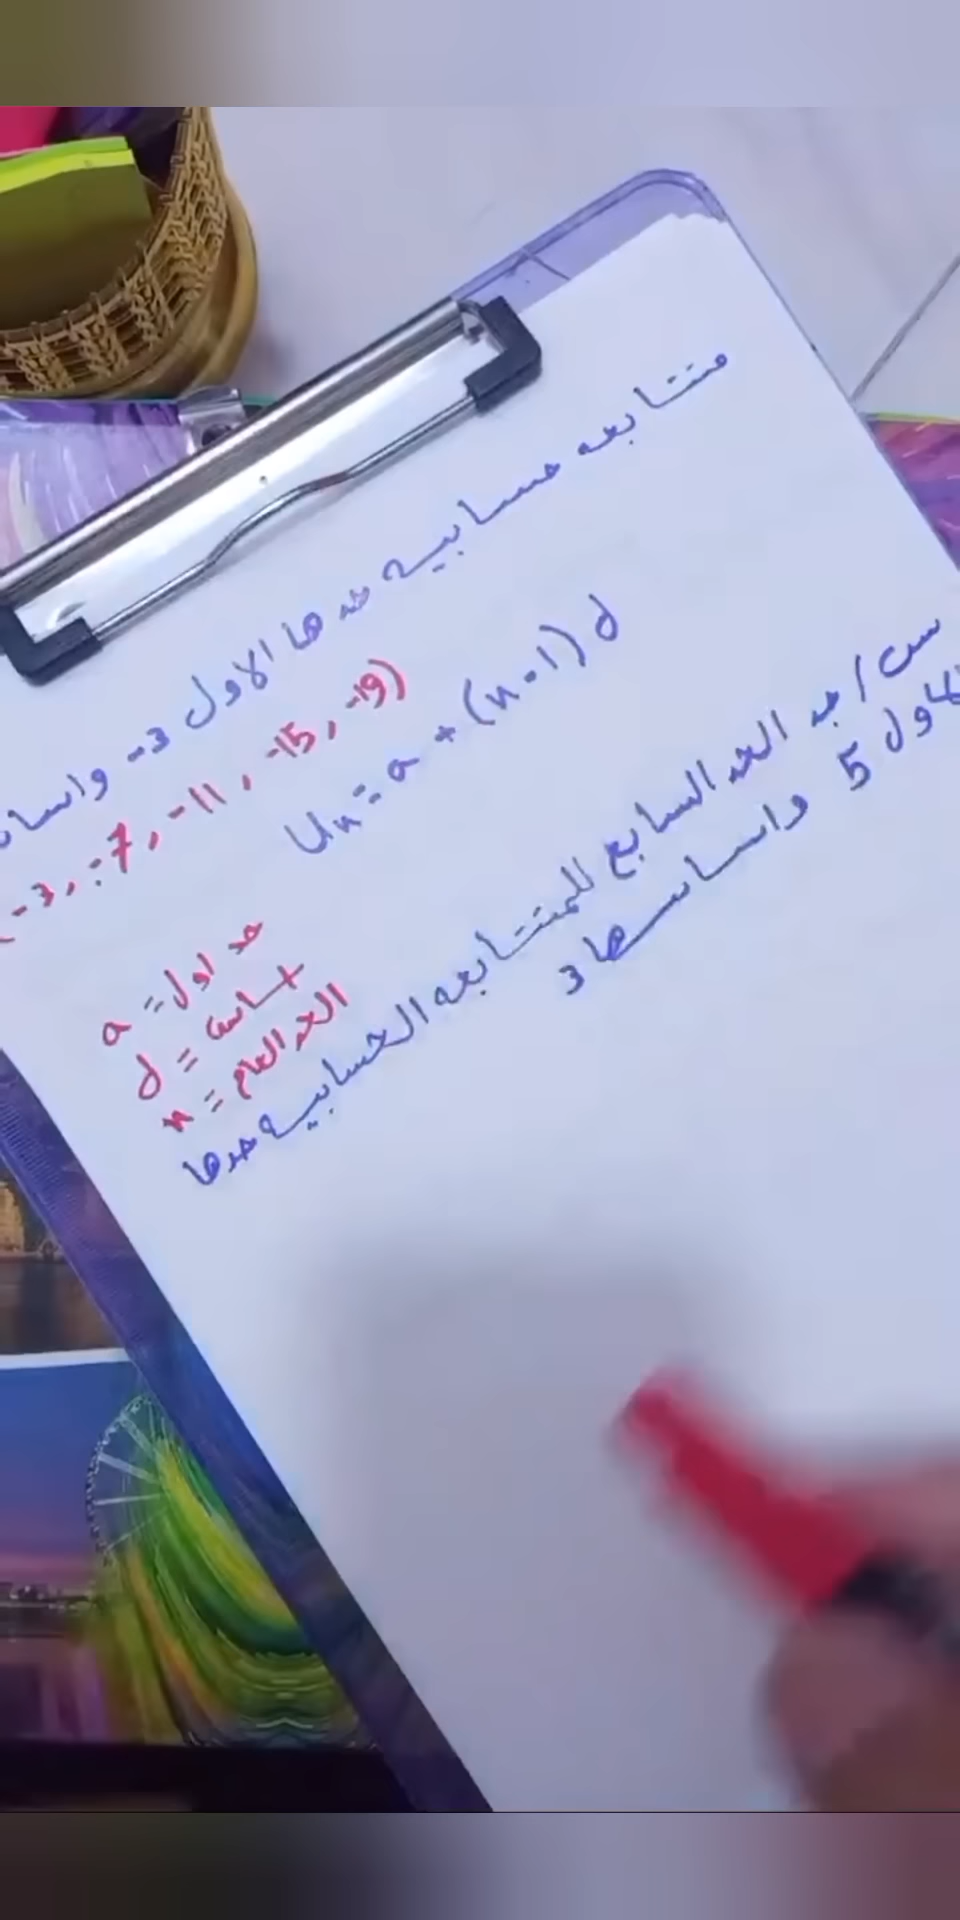 متتابعه حسابيه حدها الاول 3- واسا
-3, -7, -11, -15, -19)
Un = a + (n-1) d
a = حد اول
d = اساس
n = الحد العام
س/ جد الحد السابع للمتتابعه الحسابيه حدها
الاول 5 واساسها 3